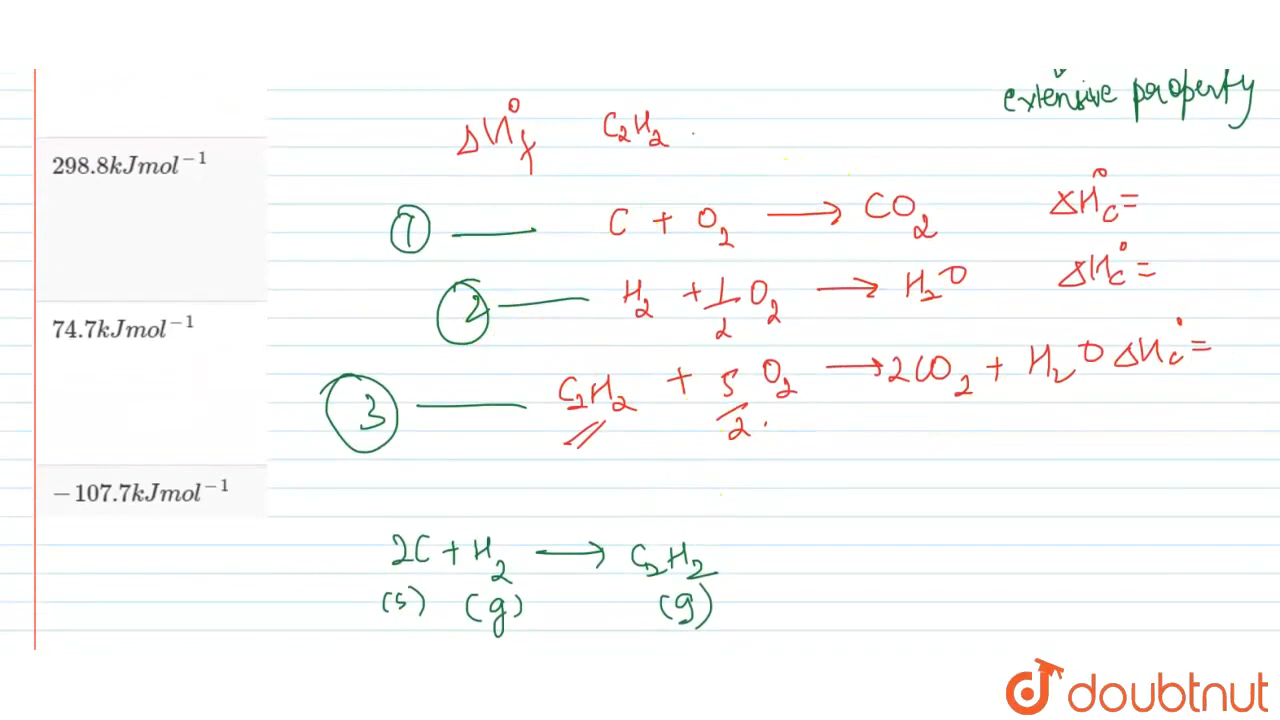 extensive property
ΔH°f C2H2
298.8kJmol⁻¹
① — C + O2 → CO2 ΔH°c =
② — H2 + 1/2 O2 → H2O ΔH°c =
74.7kJmol⁻¹
③ — C2H2 + 5/2 O2 → 2CO2 + H2O ΔH°c =
−107.7kJmol⁻¹
2C + H2 → C2H2
(s) (g) (g)
doubtnut